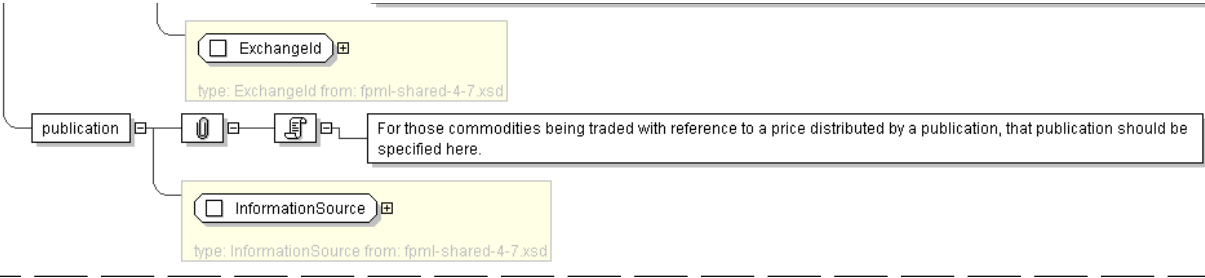 ExchangeId
type: ExchangeId from: fpml-shared-4-7.xsd
publication
For those commodities being traded with reference to a price distributed by a publication, that publication should be
specified here.
InformationSource
type: InformationSource from: fpml-shared-4-7.xsd